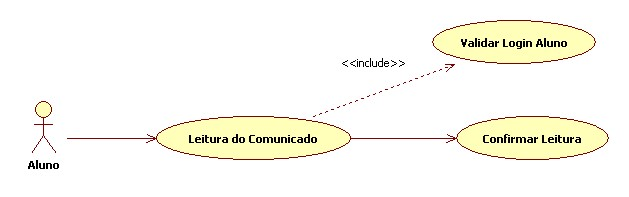 Validar Login Aluno
<<include>>
Leitura do Comunicado
Confirmar Leitura
Aluno